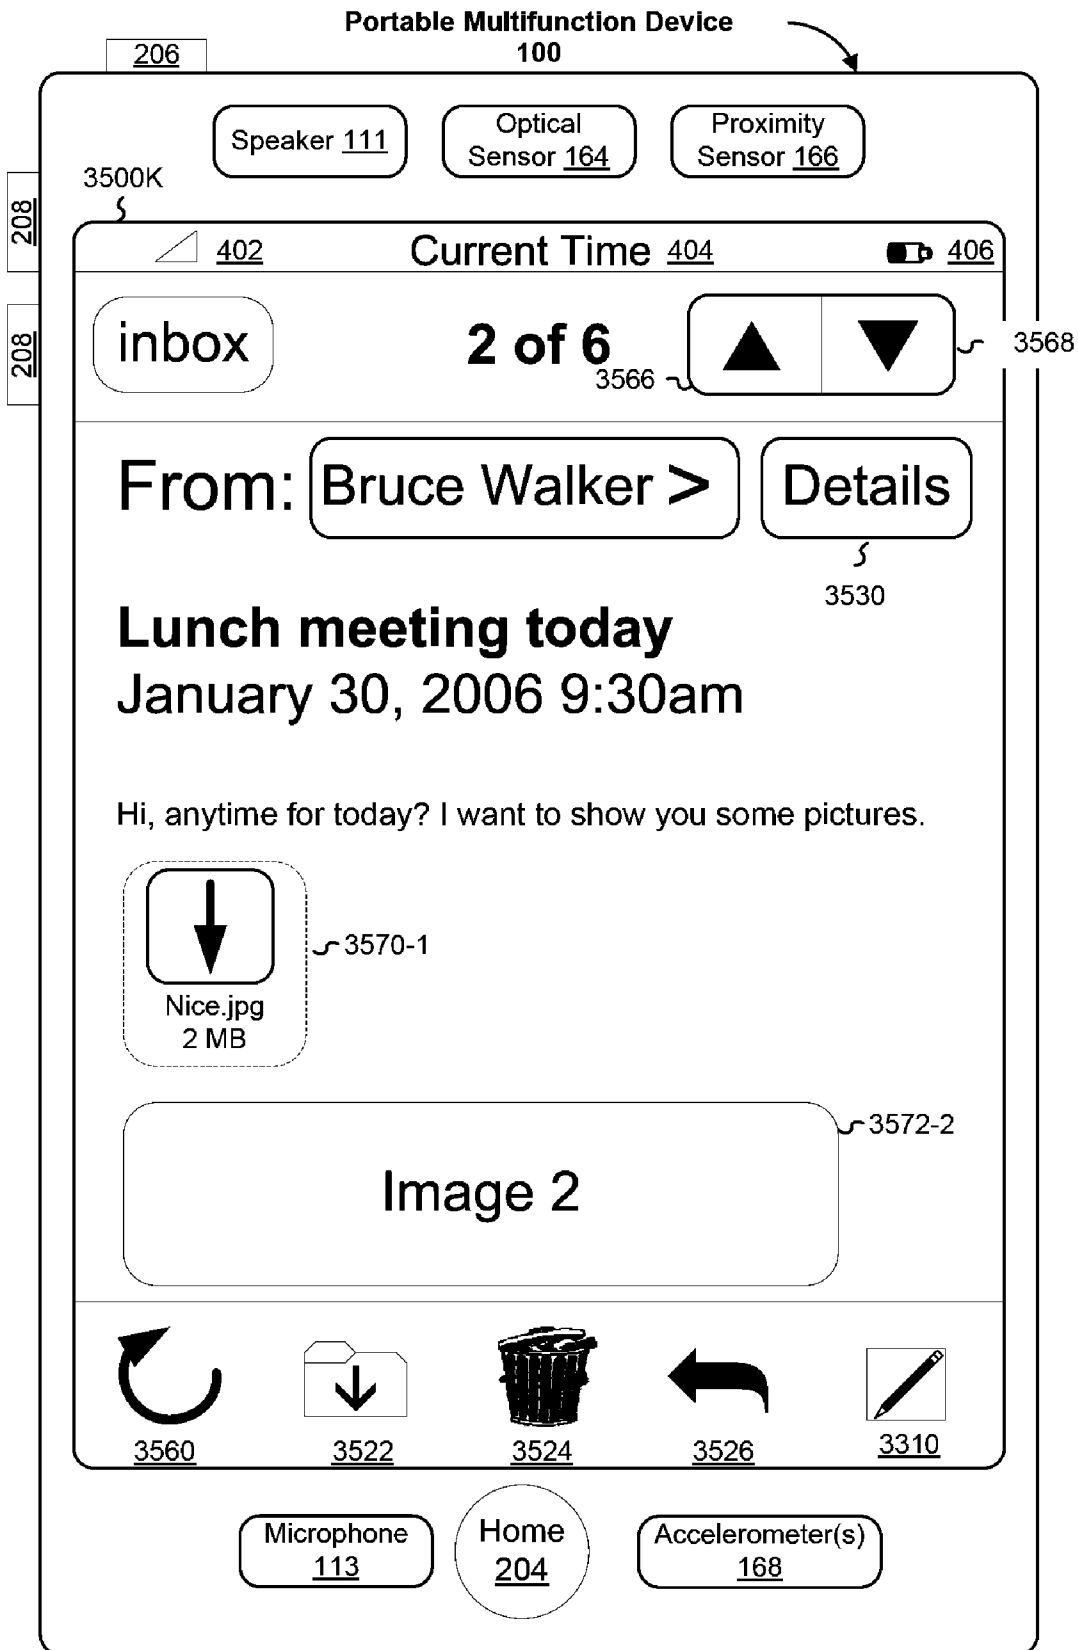 Portable Multifunction Device
100
206
Speaker 111
Optical
Sensor 164
Proximity
Sensor 166
3500K
208
402
Current Time 404
406
208
inbox
2 of 6
3566
3568
From:
Bruce Walker >
Details
3530
Lunch meeting today
January 30, 2006 9:30am
Hi, anytime for today? I want to show you some pictures.
3570-1
Nice.jpg
2 MB
3572-2
Image 2
3560
3522
3524
3526
3310
Microphone
113
Home
204
Accelerometer(s)
168